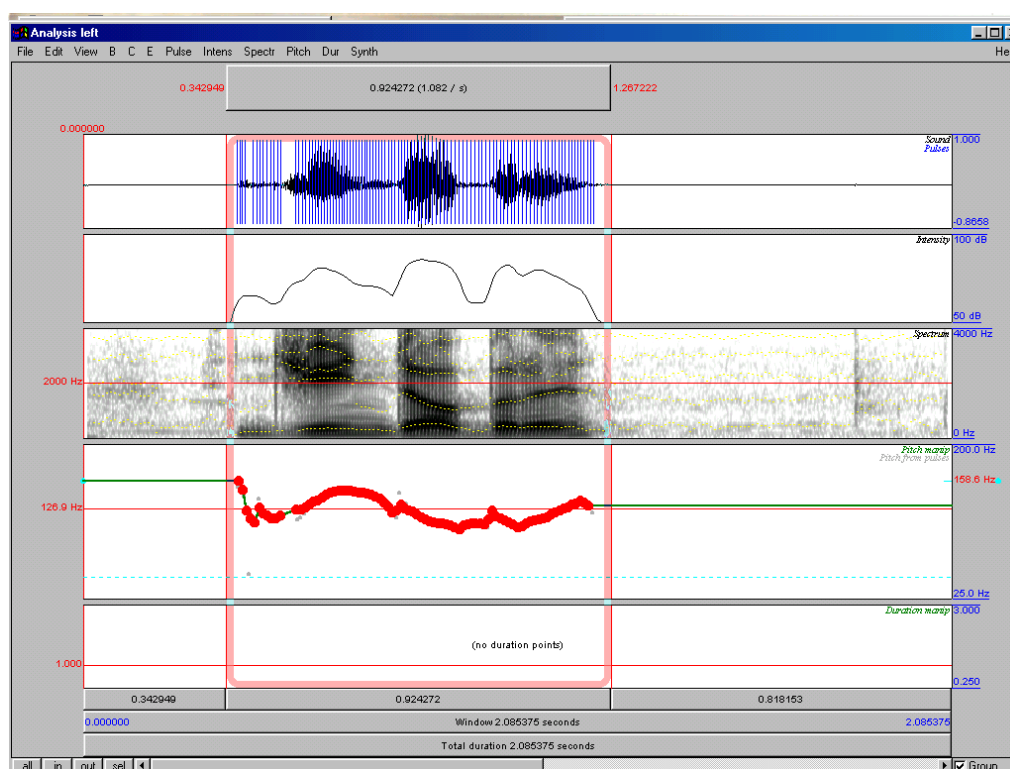 Analysis left
File Edit View B C E Pulse Intens Spectr Pitch Dur Synth He
0.342949 0.924272 (1.082 / s) 1.267222
0.000000
Sound 1.000
Pulses
-0.8658
Intensity 100 dB
50 dB
Spectrum 4000 Hz
2000 Hz
0 Hz
Pitch manip 200.0 Hz
Pitch from pulses
158.6 Hz
126.9 Hz
25.0 Hz
Duration manip 3.000
(no duration points)
1.000
0.250
0.342949 0.924272 0.818153
0.000000 Window 2.085375 seconds 2.085375
Total duration 2.085375 seconds
all in out sel Group